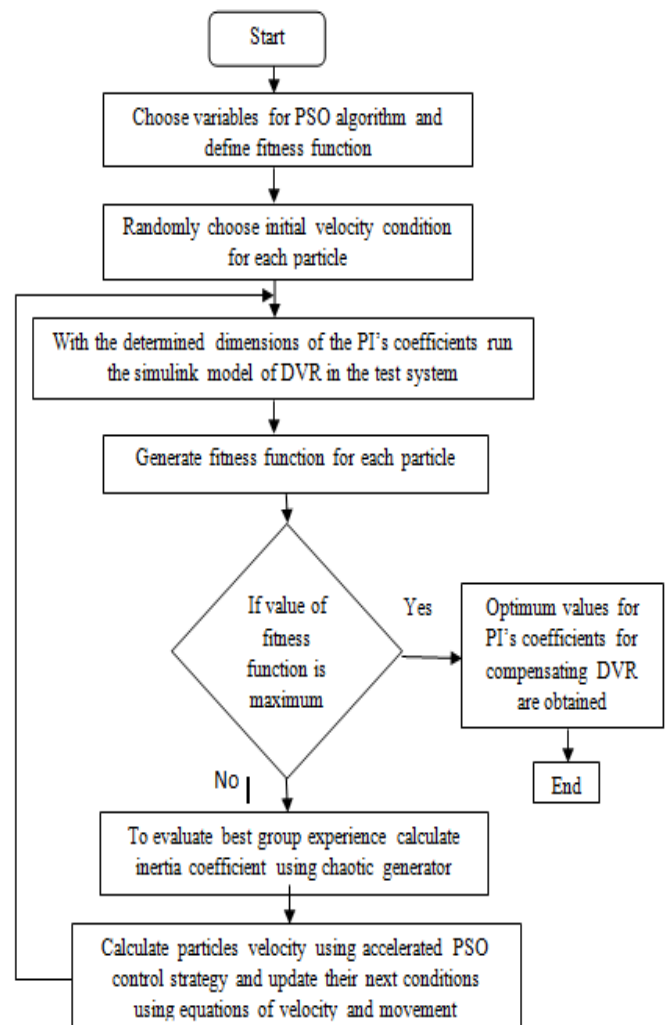 Start
Choose variables for PSO algorithm and
define fitness function
Randomly choose initial velocity condition
for each particle
With the determined dimensions of the PI's coefficients run
the simulink model of DVR in the test system
Generate fitness function for each particle
If value of
fitness
function is
maximum
Yes
Optimum values for
PI's coefficients for
compensating DVR
are obtained
End
No
To evaluate best group experience calculate
inertia coefficient using chaotic generator
Calculate particles velocity using accelerated PSO
control strategy and update their next conditions
using equations of velocity and movement